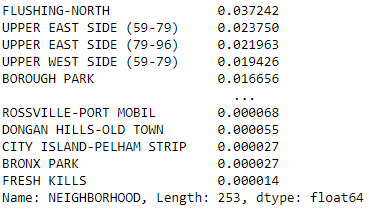 FLUSHING-NORTH 0.037242
UPPER EAST SIDE (59-79) 0.023750
UPPER EAST SIDE (79-96) 0.021963
UPPER WEST SIDE (59-79) 0.019426
BOROUGH PARK 0.016656
...
ROSSVILLE-PORT MOBIL 0.000068
DONGAN HILLS-OLD TOWN 0.000055
CITY ISLAND-PELHAM STRIP 0.000027
BRONX PARK 0.000027
FRESH KILLS 0.000014
Name: NEIGHBORHOOD, Length: 253, dtype: float64